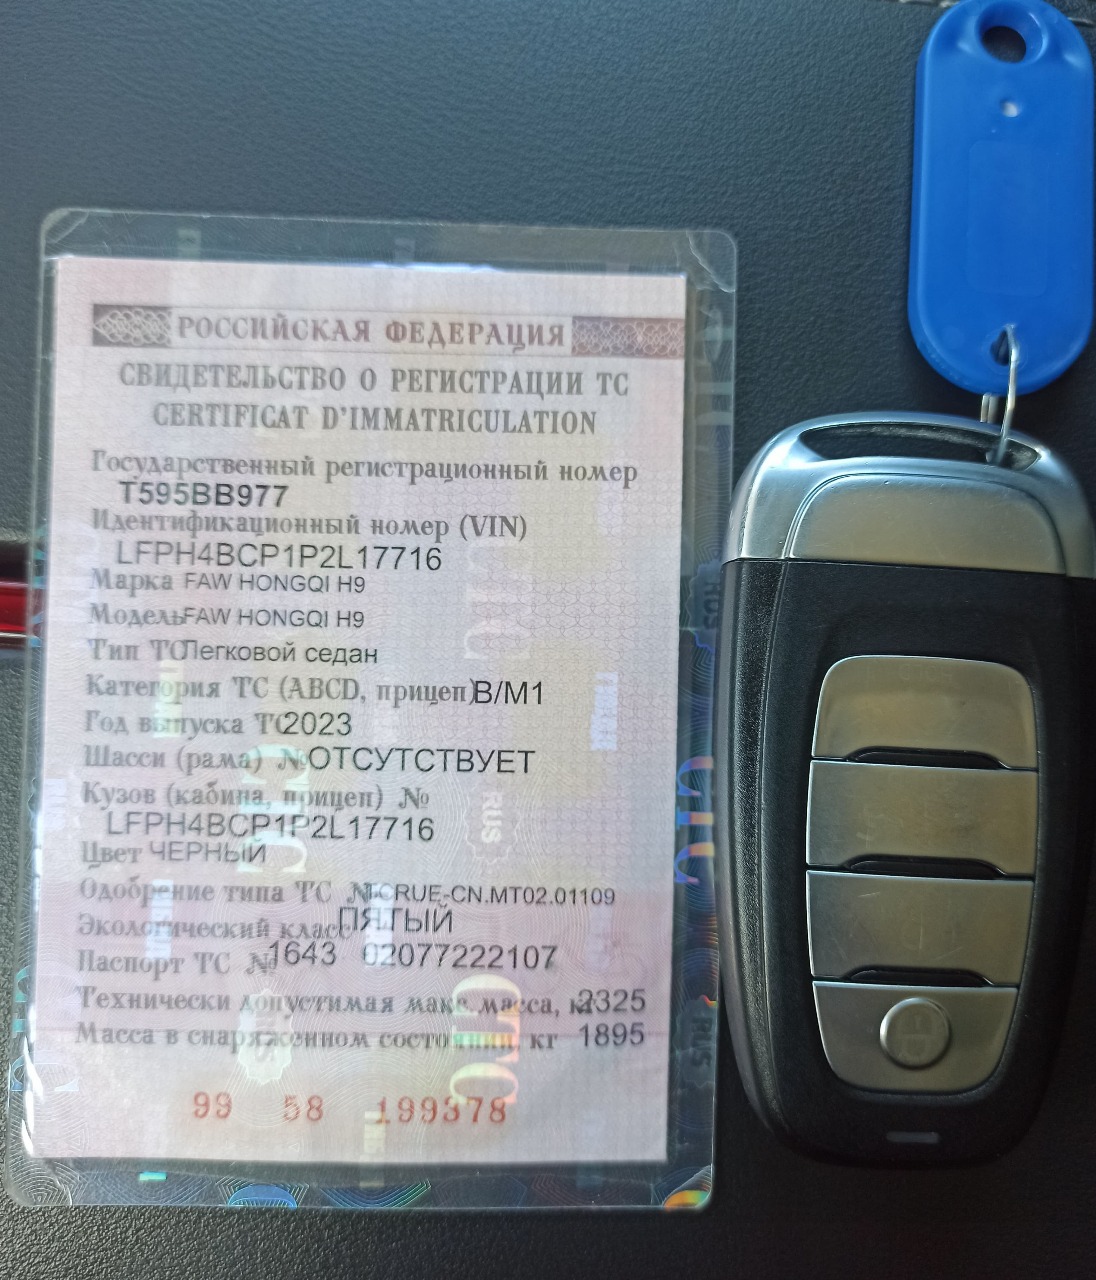 РОССИЙСКАЯ ФЕДЕРАЦИЯ
СВИДЕТЕЛЬСТВО О РЕГИСТРАЦИИ ТС
CERTIFICAT D'IMMATRICULATION
Государственный регистрационный номер
Т595ВВ977
Идентификационный номер (VIN)
LFPH4BCP1P2L17716
Марка FAW HONGQI H9
Модель FAW HONGQI H9
Тип ТС Легковой седан
Категория ТС (ABCD, прицеп) B/M1
Год выпуска ТС 2023
Шасси (рама) № ОТСУТСТВУЕТ
Кузов (кабина, прицеп) №
LFPH4BCP1P2L17716
Цвет ЧЕРНЫЙ
Одобрение типа ТС № TCRUE-CN.MT02.01109
Экологический класс ПЯТЫЙ
Паспорт ТС № 1643 02077222107
Технически допустимая макс. масса, кг 2325
Масса в снаряженном состоянии, кг 1895
99 58 199378